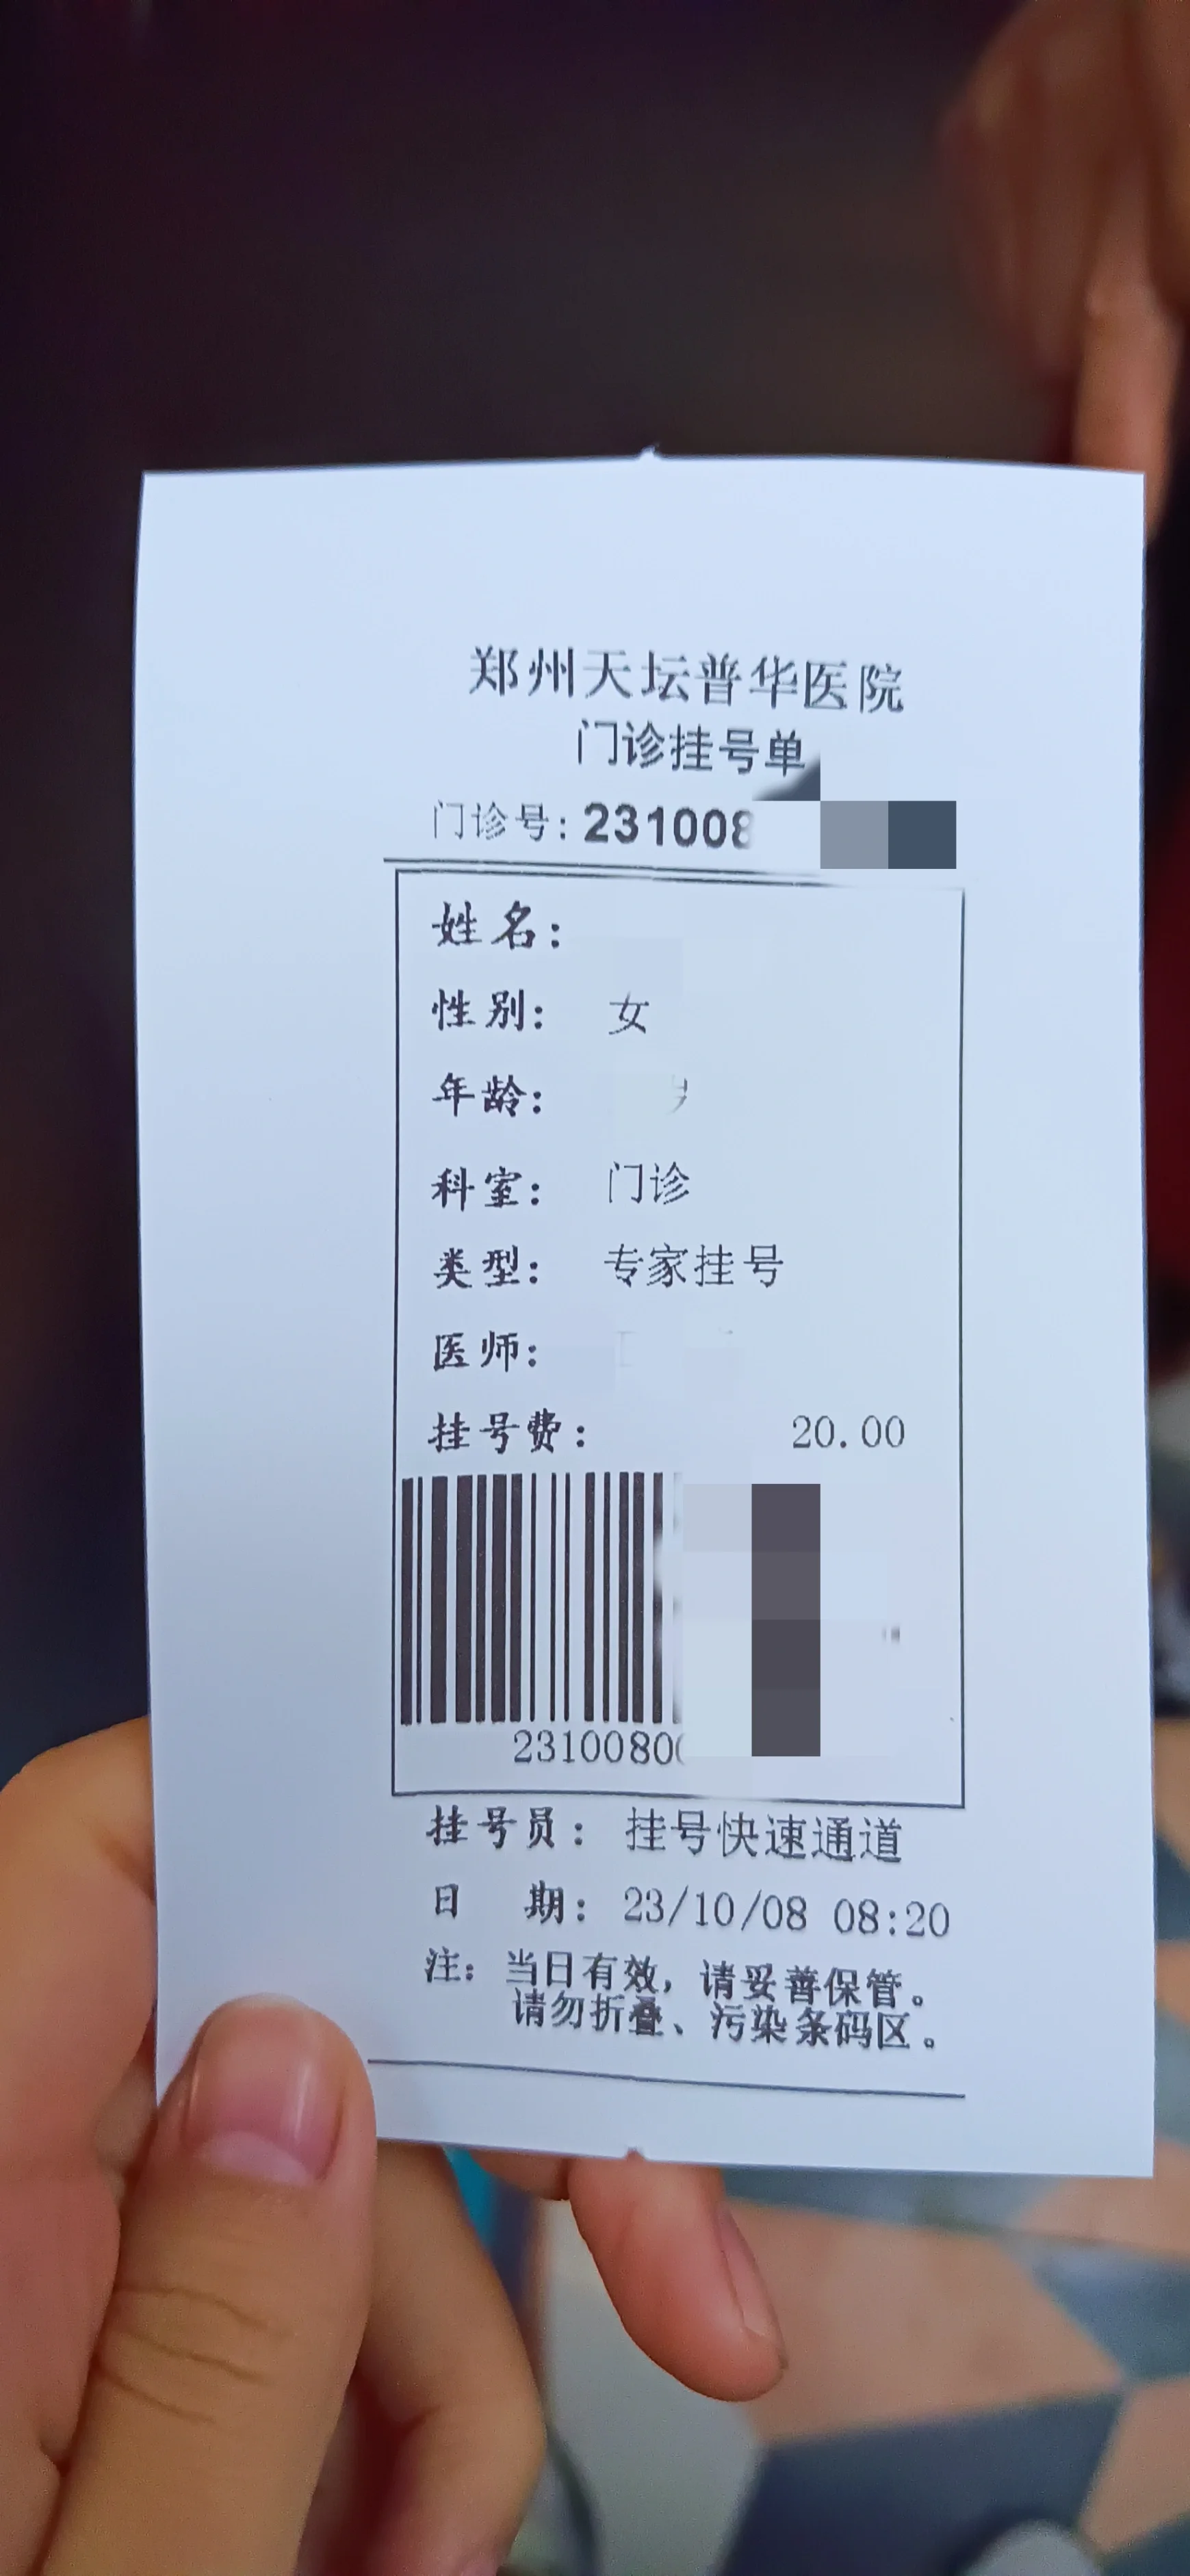 郑州天坛普华医院
门诊挂号单
门诊号: 231008
姓名:
性别: 女
年龄:
科室: 门诊
类型: 专家挂号
医师:
挂号费: 20.00
2310080
挂号员: 挂号快速通道
日 期: 23/10/08 08:20
注: 当日有效, 请妥善保管。
请勿折叠、污染条码区。